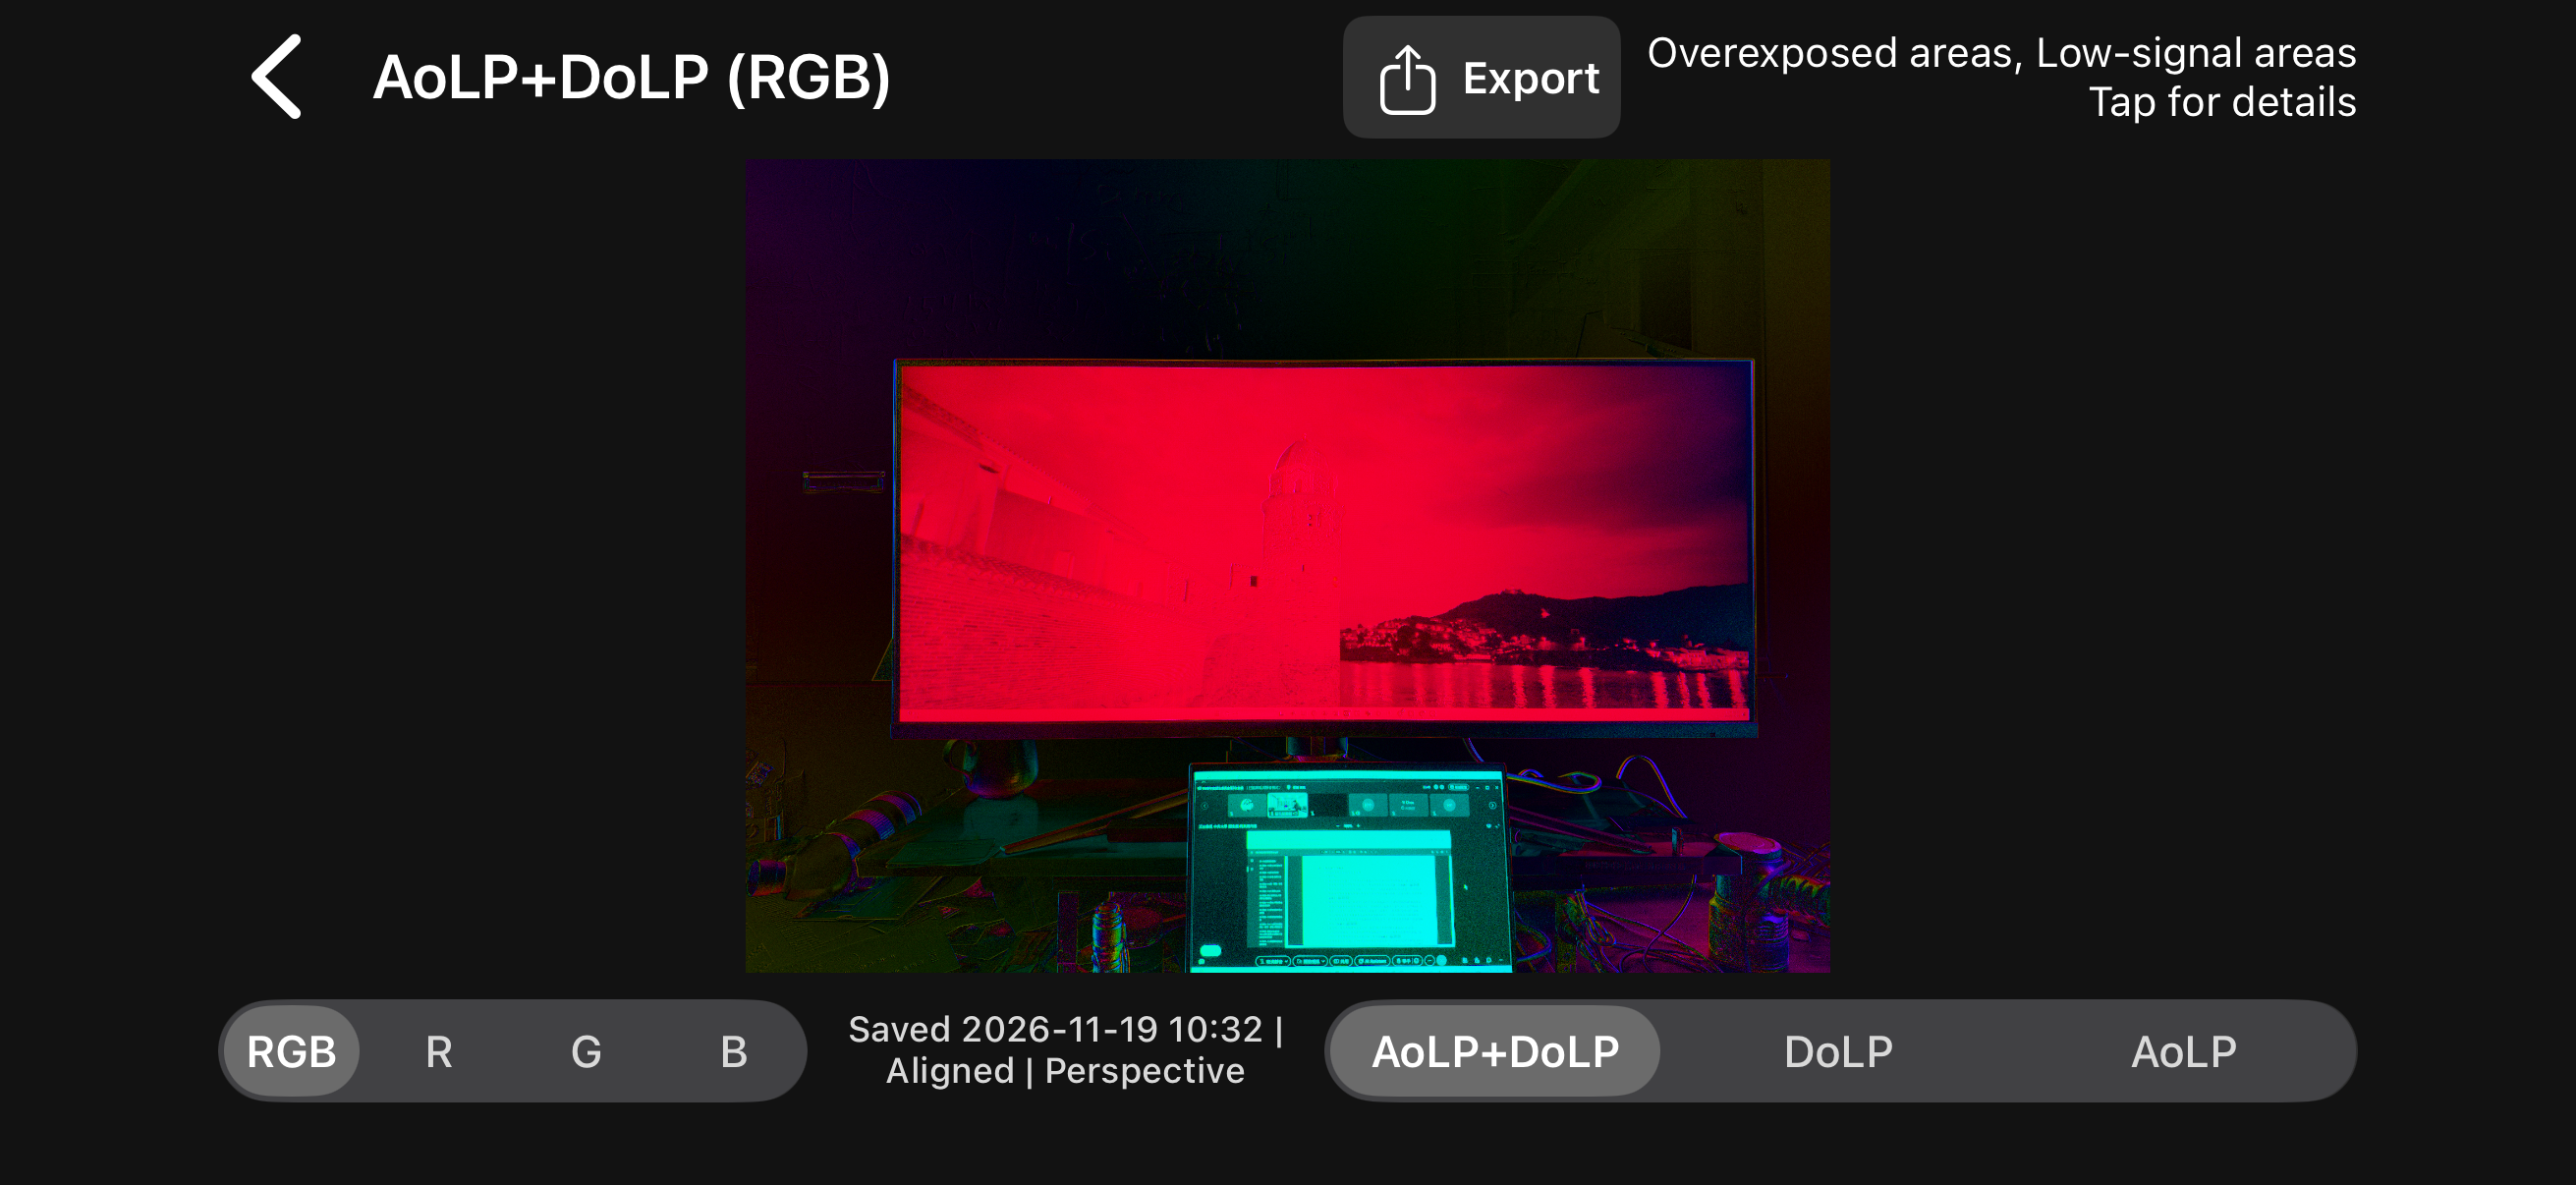 AoLP+DoLP (RGB)
Export
Overexposed areas, Low-signal areas
Tap for details
RGB
R
G
B
Saved 2026-11-19 10:32 |
Aligned | Perspective
AoLP+DoLP
DoLP
AoLP